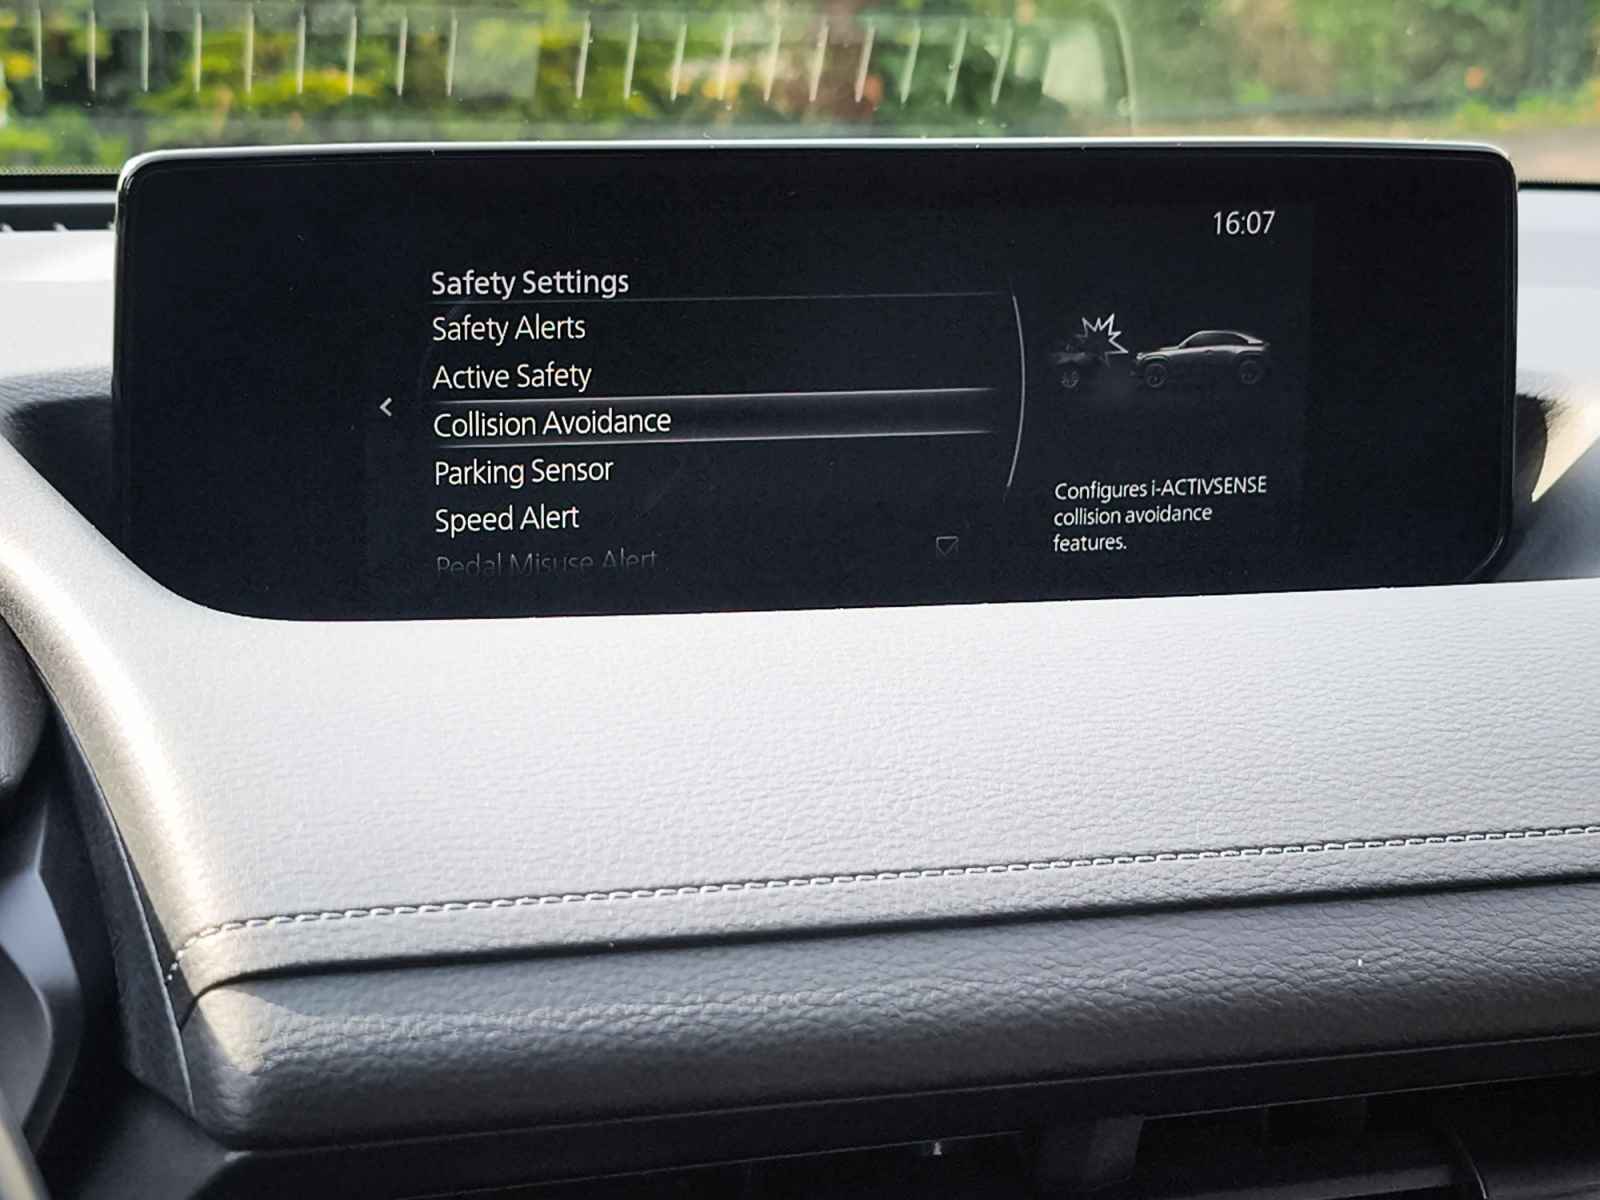 16:07
Safety Settings
Safety Alerts
Active Safety
Collision Avoidance
Parking Sensor
Speed Alert
Pedal Misuse Alert
Configures i-ACTIVSENSE
collision avoidance
features.